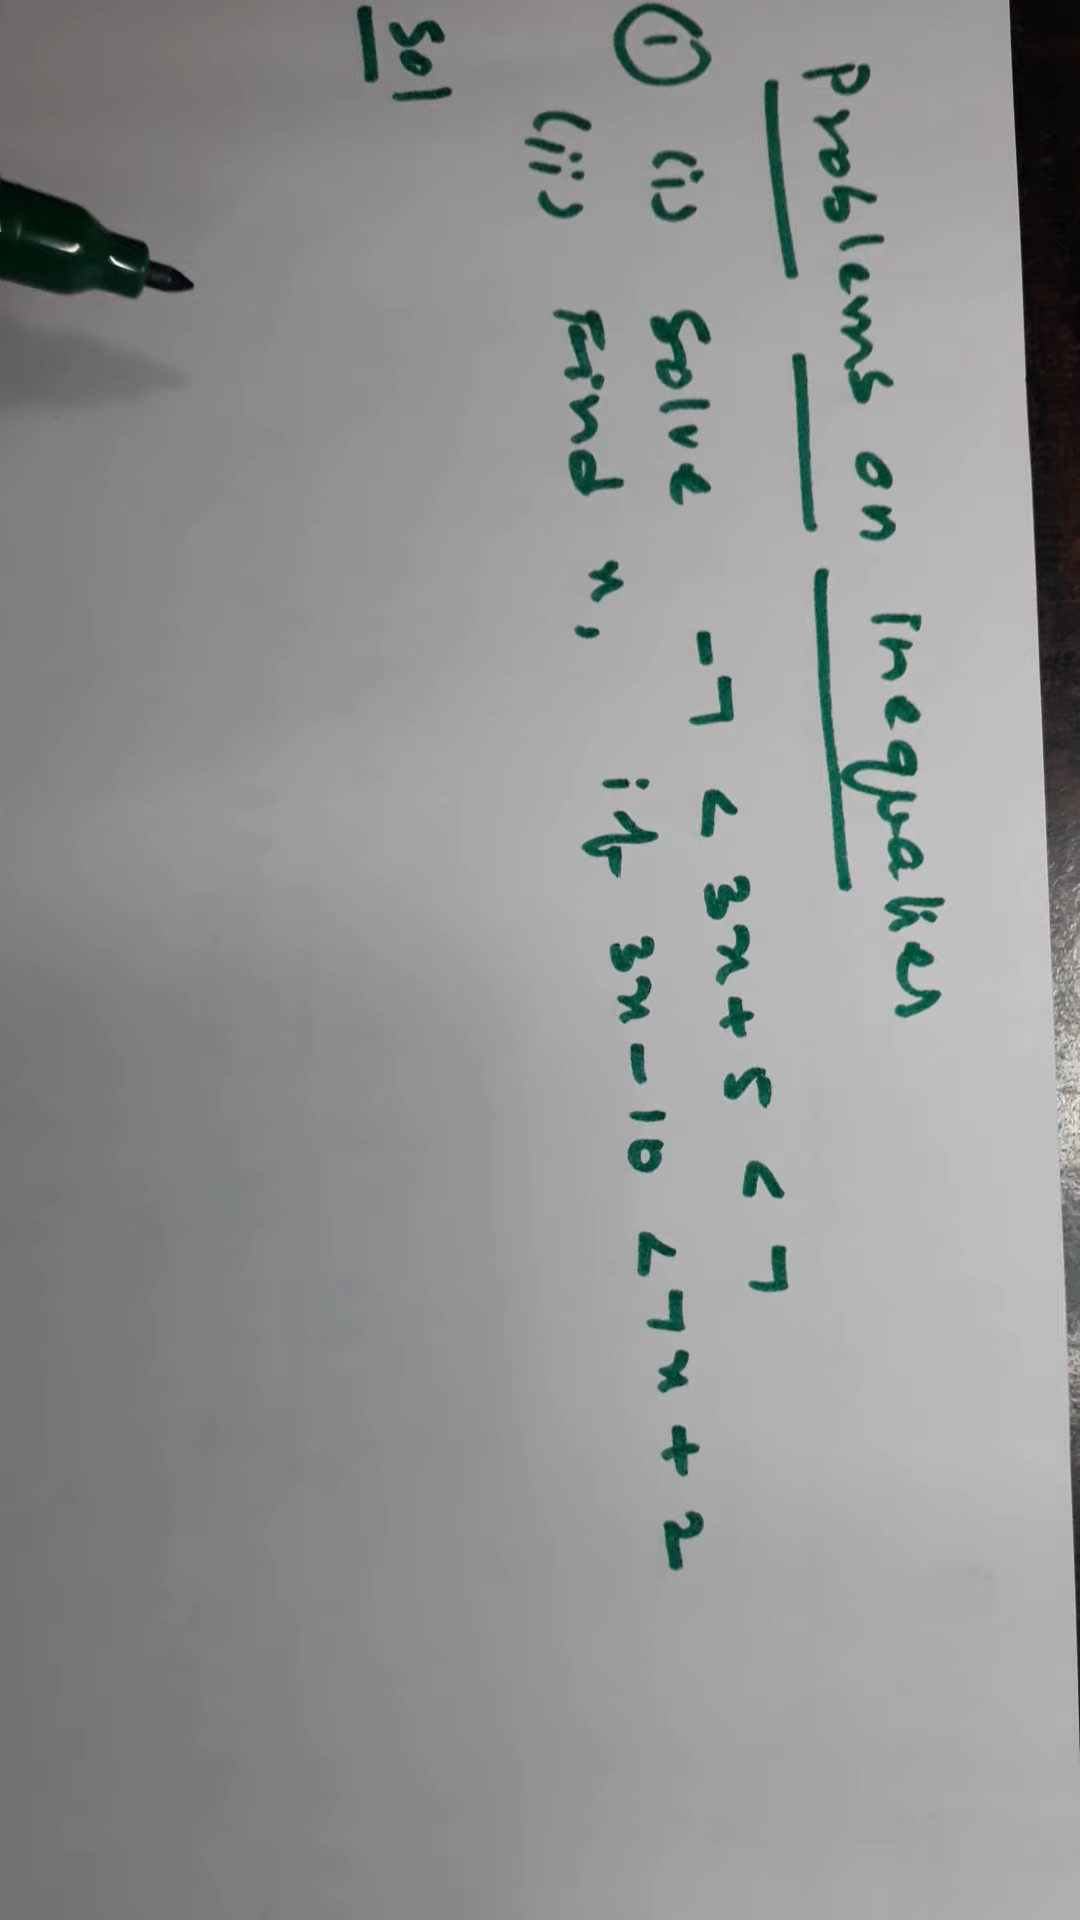 Problems on Inequalities
① (i) Solve -7 < 3x + 5 < 7
(ii) Find x, if 3x - 10 < 7x + 2
Sol